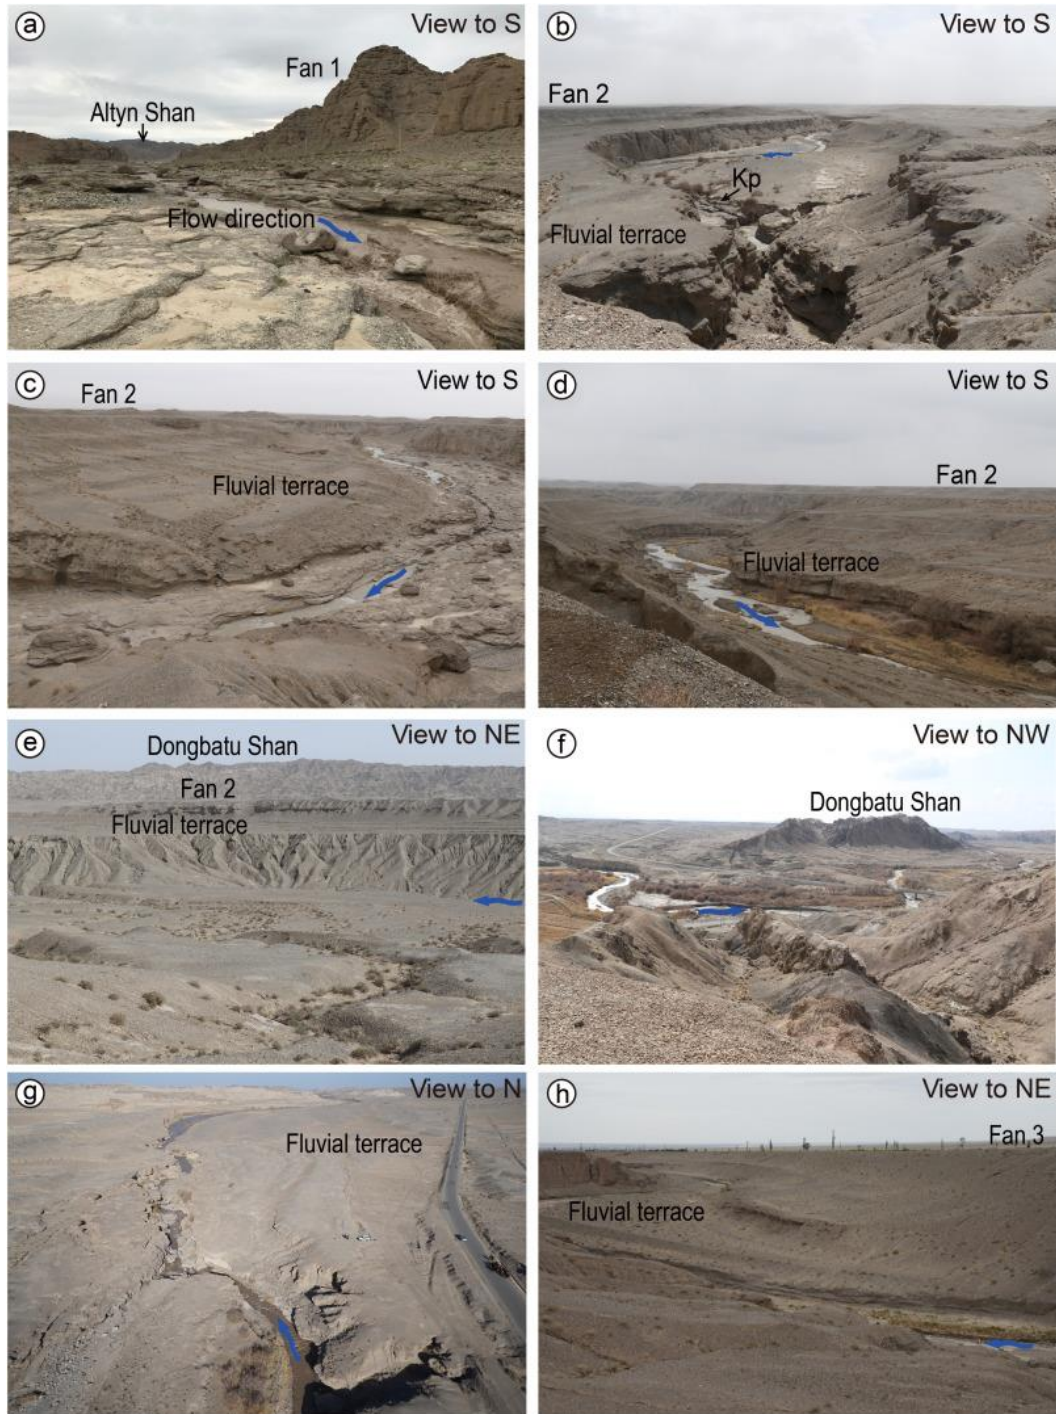 a
View to S
Fan 1
Altyn Shan
Flow direction
b
View to S
Fan 2
Kp
Fluvial terrace
c
View to S
Fan 2
Fluvial terrace
d
View to S
Fan 2
Fluvial terrace
e
View to NE
Dongbatu Shan
Fan 2
Fluvial terrace
f
View to NW
Dongbatu Shan
g
View to N
Fluvial terrace
h
View to NE
Fan 3
Fluvial terrace